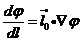 dφ/dl = l⃗₀ • ∇φ